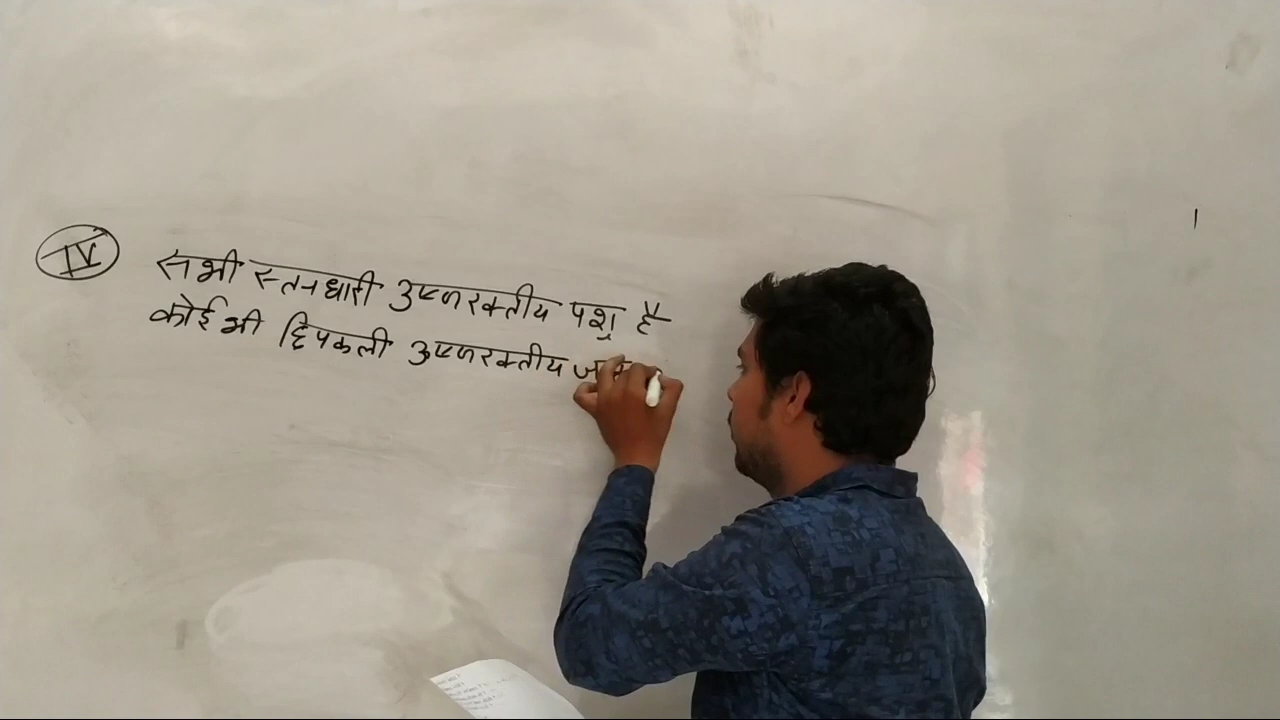 IV सभी स्तनधारी उष्णरक्तीय पशु है
कोई भी छिपकली उष्णरक्तीय